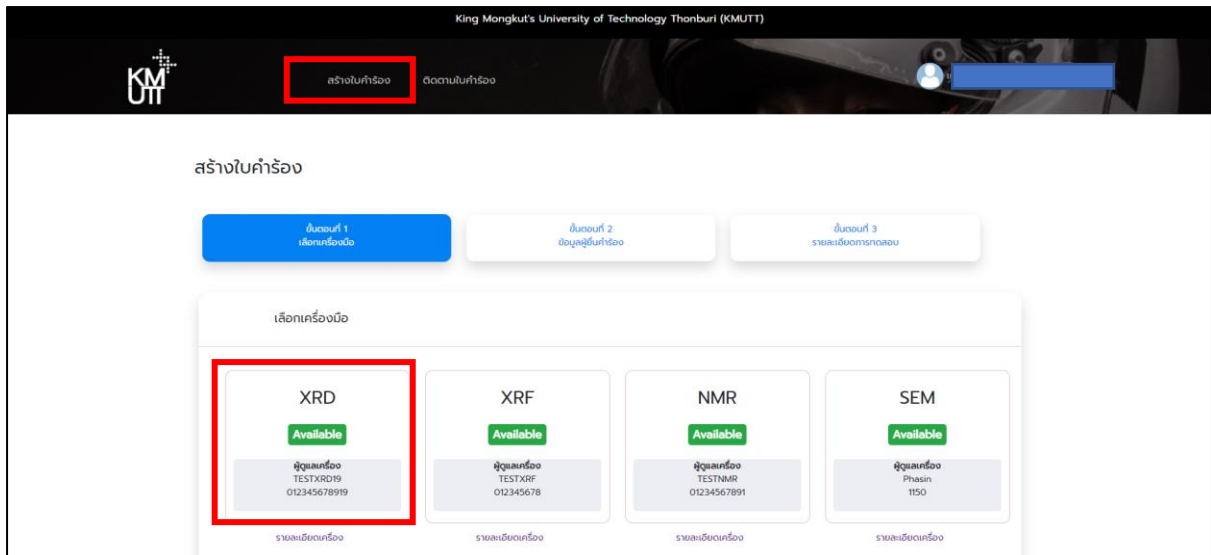 King Mongkut's University of Technology Thonburi (KMUTT)
KM
UTT
สร้างใบคำร้อง ติดตามใบคำร้อง
สร้างใบคำร้อง
ขั้นตอนที่ 1
เลือกเครื่องมือ
ขั้นตอนที่ 2
ข้อมูลผู้ยื่นคำร้อง
ขั้นตอนที่ 3
รายละเอียดการทดสอบ
เลือกเครื่องมือ
XRD
Available
ผู้ดูแลเครื่อง
TESTXRD19
012345678919
รายละเอียดเครื่อง
XRF
Available
ผู้ดูแลเครื่อง
TESTXRF
012345678
รายละเอียดเครื่อง
NMR
Available
ผู้ดูแลเครื่อง
TESTNMR
01234567891
รายละเอียดเครื่อง
SEM
Available
ผู้ดูแลเครื่อง
Phasin
1150
รายละเอียดเครื่อง